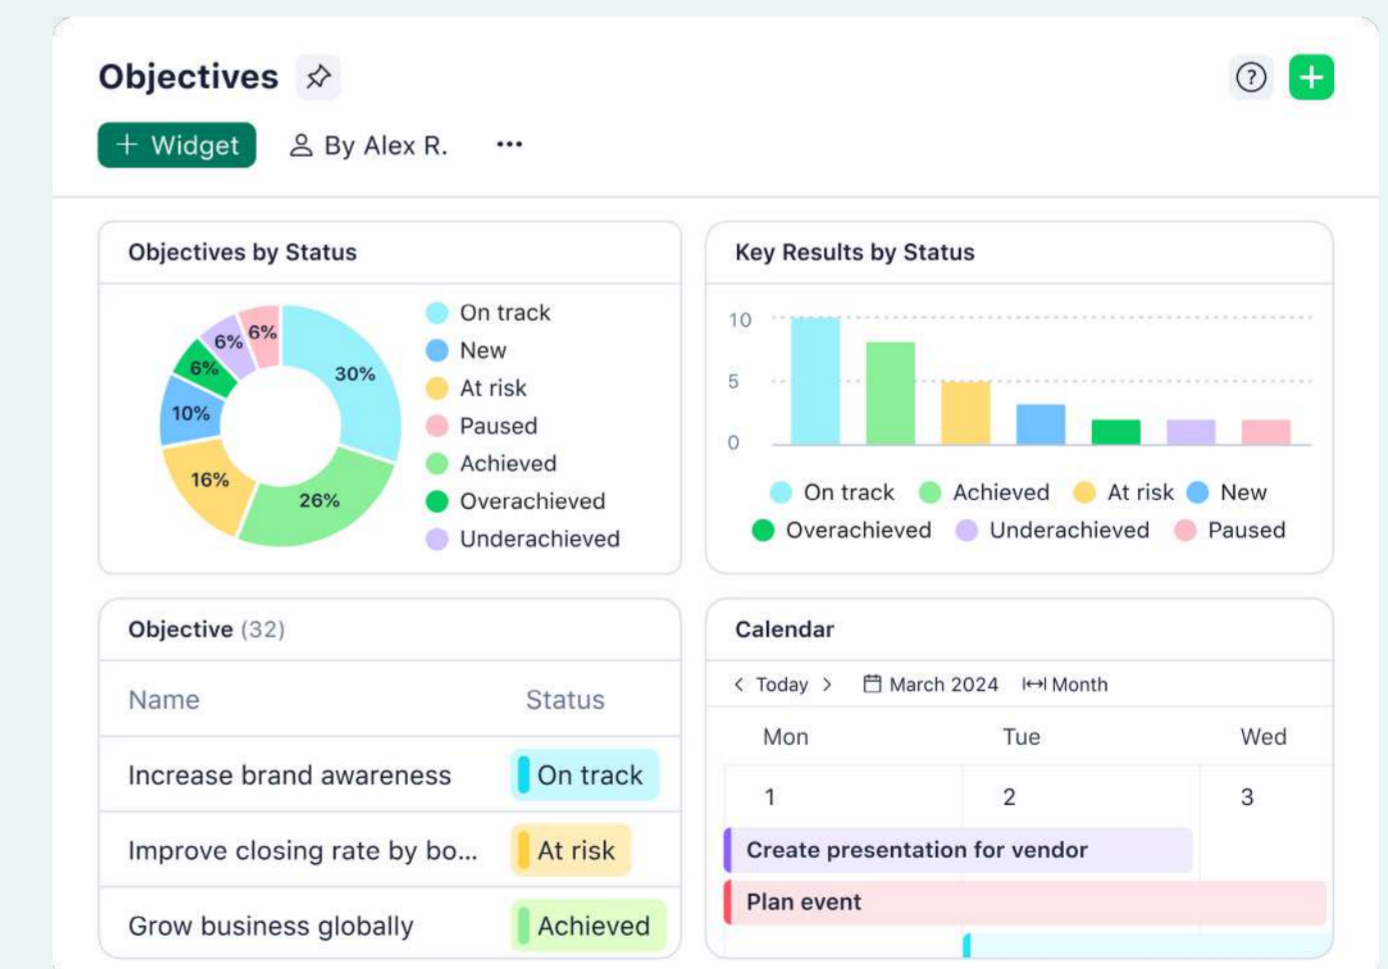 Objectives
?
+ Widget
By Alex R.
Objectives by Status
30%
26%
16%
10%
6%
6%
6%
On track
New
At risk
Paused
Achieved
Overachieved
Underachieved
Key Results by Status
10
5
0
On track Achieved At risk New
Overachieved Underachieved Paused
Objective (32)
Name Status
Increase brand awareness On track
Improve closing rate by bo... At risk
Grow business globally Achieved
Calendar
< Today > March 2024 Month
Mon Tue Wed
1 2 3
Create presentation for vendor
Plan event